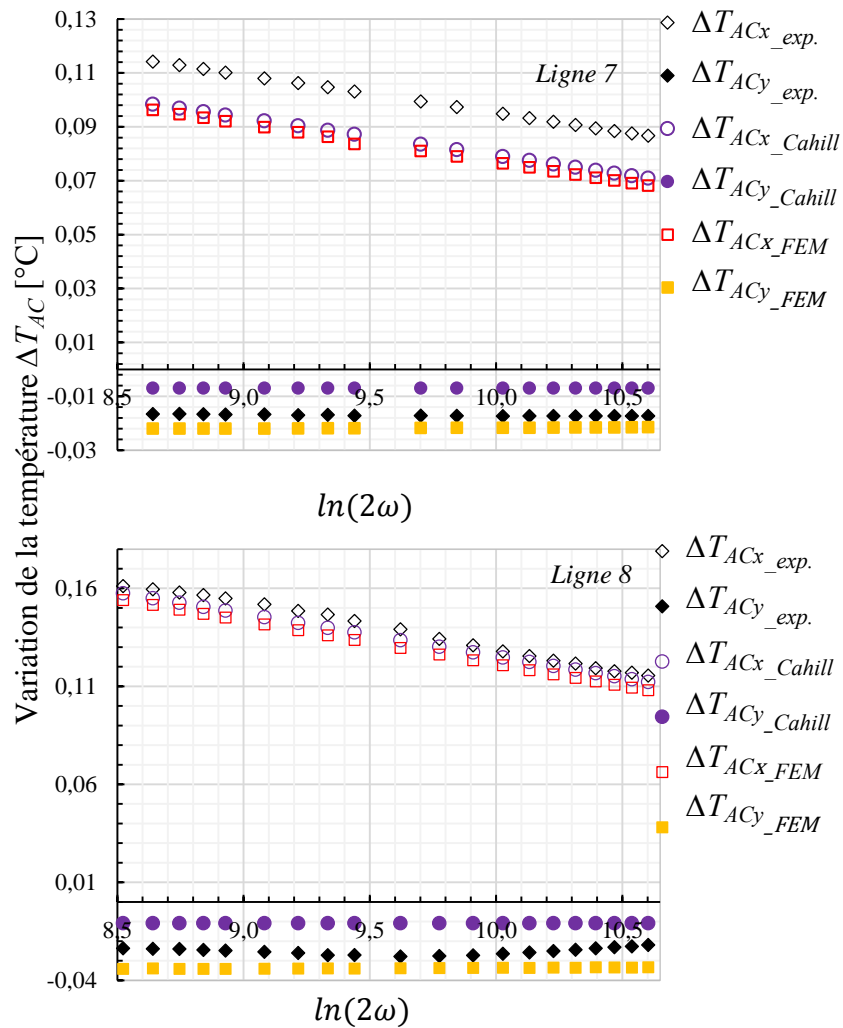 Variation de la température ΔT_AC [°C]
0,13
0,11
0,09
0,07
0,05
0,03
0,01
-0,01
-0,03
8,5
9,0
9,5
10,0
10,5
Ligne 7
ln(2ω)
ΔT_ACx_exp.
ΔT_ACy_exp.
ΔT_ACx_Cahill
ΔT_ACy_Cahill
ΔT_ACx_FEM
ΔT_ACy_FEM
0,16
0,11
0,06
0,01
-0,04
8,5
9,0
9,5
10,0
10,5
Ligne 8
ln(2ω)
ΔT_ACx_exp.
ΔT_ACy_exp.
ΔT_ACx_Cahill
ΔT_ACy_Cahill
ΔT_ACx_FEM
ΔT_ACy_FEM